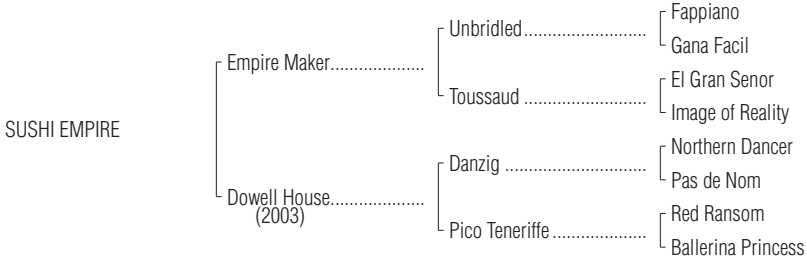 Fappiano
Unbridled..........................
Gana Facil
Empire Maker....................
El Gran Senor
Toussaud ..........................
Image of Reality
SUSHI EMPIRE
Northern Dancer
Danzig ..............................
Pas de Nom
Dowell House....................
(2003)
Red Ransom
Pico Teneriffe....................
Ballerina Princess